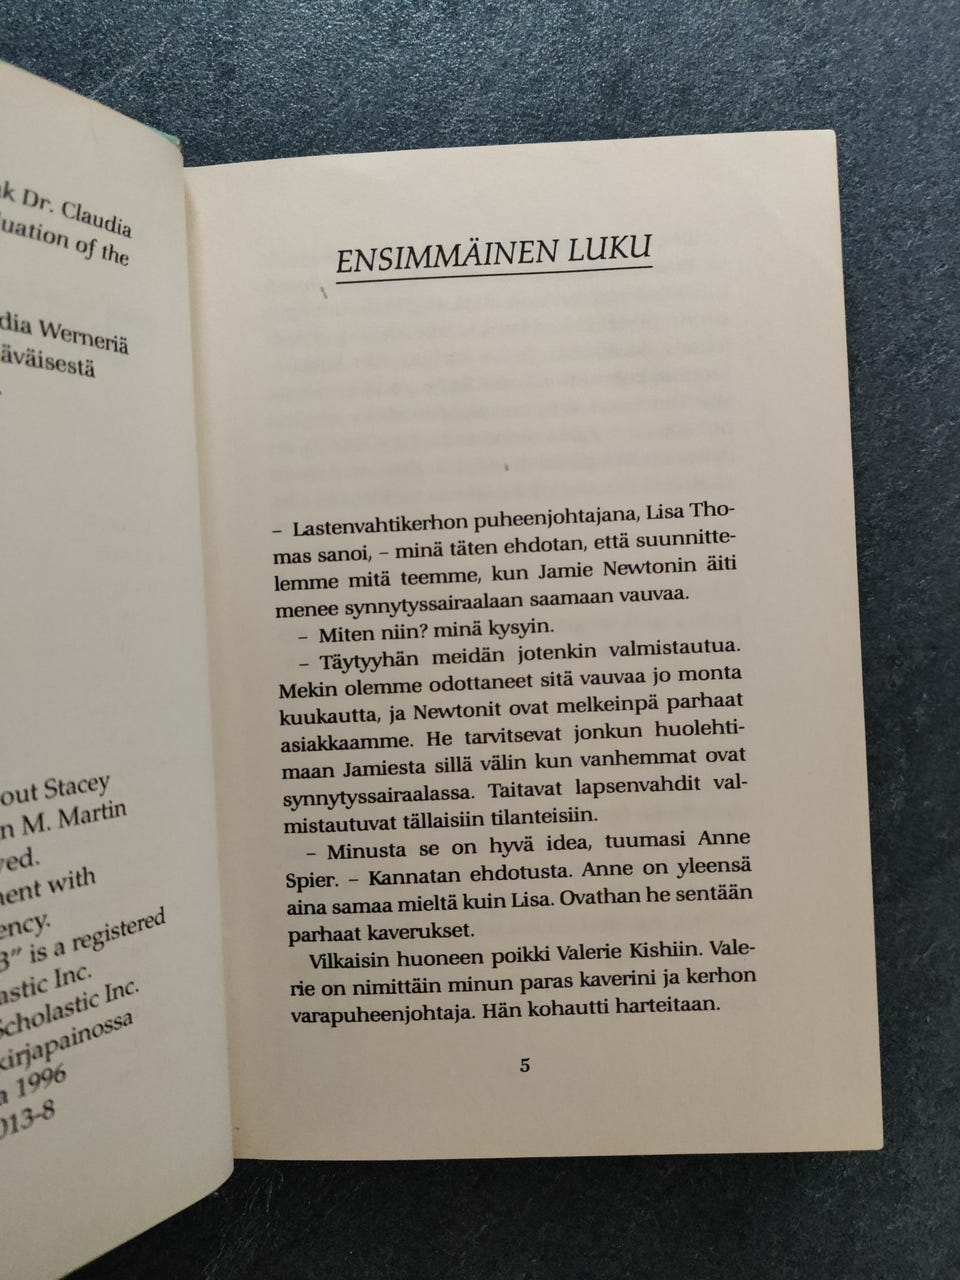 k Dr. Claudia
uation of the
dia Werneriä
äväisestä
out Stacey
n M. Martin
ved.
ment with
ency.
3" is a registered
astic Inc.
Scholastic Inc.
kirjapainossa
a 1996
013-8
ENSIMMÄINEN LUKU
– Lastenvahtikerhon puheenjohtajana, Lisa Tho-
mas sanoi, – minä täten ehdotan, että suunnitte-
lemme mitä teemme, kun Jamie Newtonin äiti
menee synnytyssairaalaan saamaan vauvaa.
– Miten niin? minä kysyin.
– Täytyyhän meidän jotenkin valmistautua.
Mekin olemme odottaneet sitä vauvaa jo monta
kuukautta, ja Newtonit ovat melkeinpä parhaat
asiakkaamme. He tarvitsevat jonkun huolehti-
maan Jamiesta sillä välin kun vanhemmat ovat
synnytyssairaalassa. Taitavat lapsenvahdit val-
mistautuvat tällaisiin tilanteisiin.
– Minusta se on hyvä idea, tuumasi Anne
Spier. – Kannatan ehdotusta. Anne on yleensä
aina samaa mieltä kuin Lisa. Ovathan he sentään
parhaat kaverukset.
Vilkaisin huoneen poikki Valerie Kishiin. Vale-
rie on nimittäin minun paras kaverini ja kerhon
varapuheenjohtaja. Hän kohautti harteitaan.
5